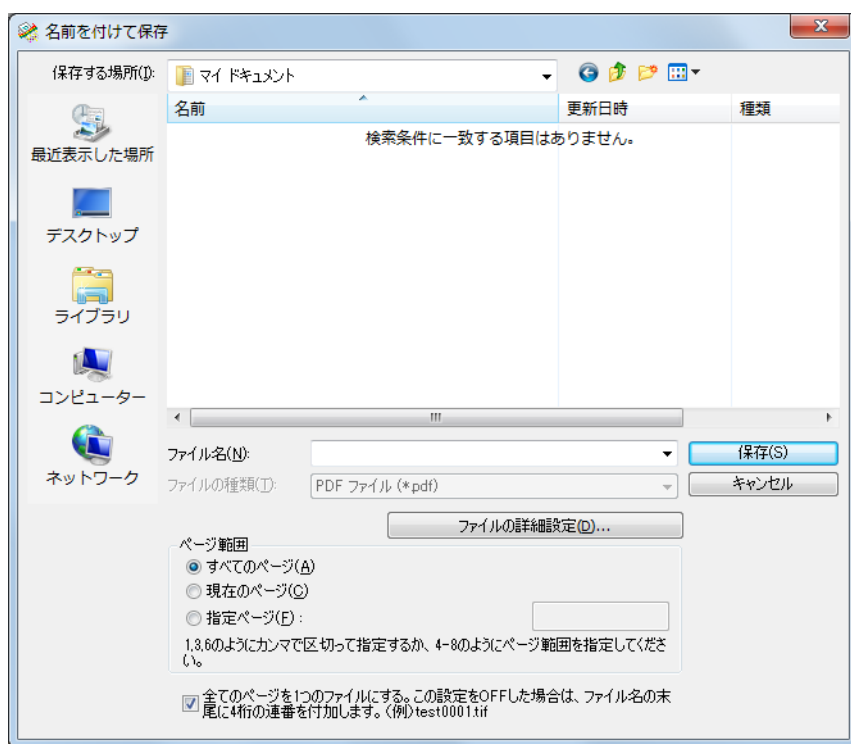 名前を付けて保存
保存する場所(I):
マイ ドキュメント
名前
更新日時
種類
検索条件に一致する項目はありません。
最近表示した場所
デスクトップ
ライブラリ
コンピューター
ネットワーク
ファイル名(N):
保存(S)
ファイルの種類(T):
PDF ファイル (*.pdf)
キャンセル
ファイルの詳細設定(D)...
ページ範囲
すべてのページ(A)
現在のページ(C)
指定ページ(F) :
1,3,6のようにカンマで区切って指定するか、4-8のようにページ範囲を指定してくださ
い。
全てのページを1つのファイルにする。この設定をOFFした場合は、ファイル名の末
尾に4桁の連番を付加します。(例)test0001.tif